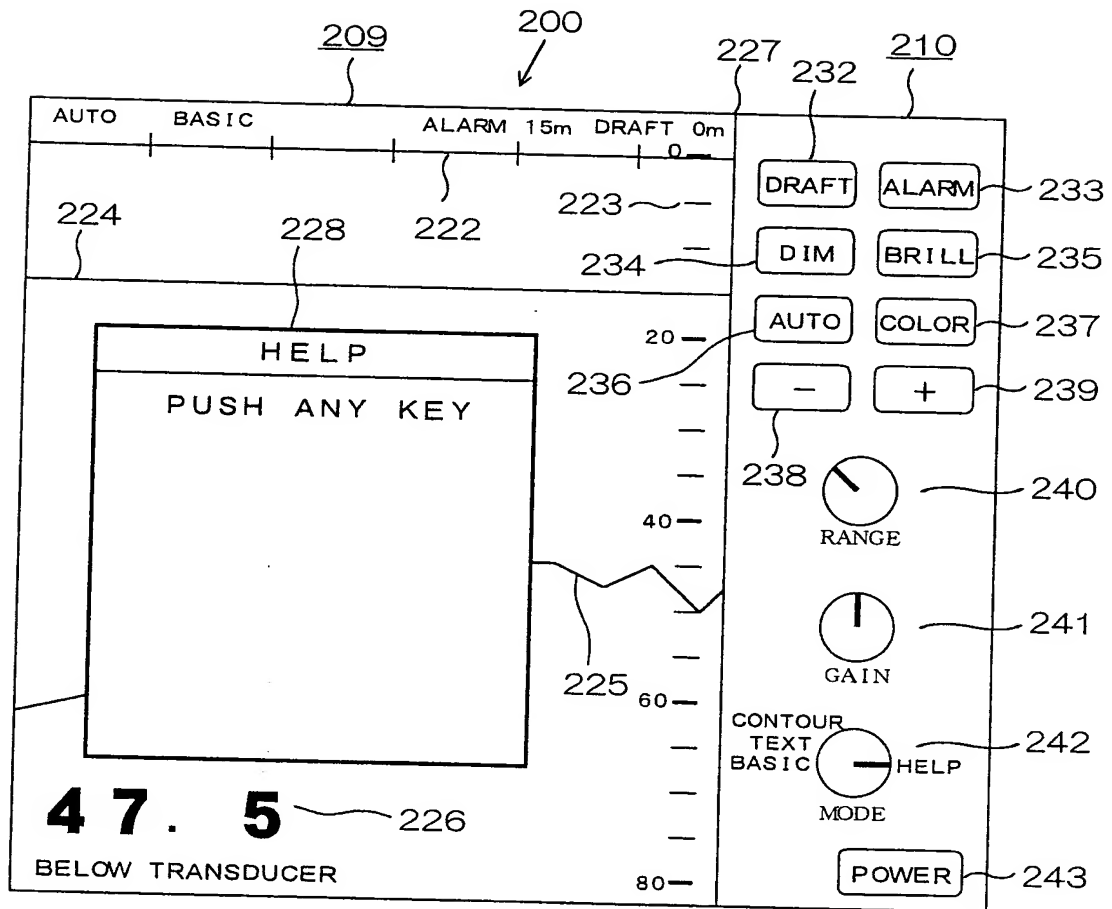 200
209
227
232
210
AUTO BASIC ALARM 15m DRAFT 0m
0
DRAFT ALARM
233
223
224
228
222
234
DIM BRILL
235
HELP
20
AUTO COLOR
237
236
PUSH ANY KEY
- +
239
238
240
40
RANGE
241
225
GAIN
60
CONTOUR
TEXT
BASIC
HELP
242
MODE
47. 5
226
BELOW TRANSDUCER
80
POWER
243